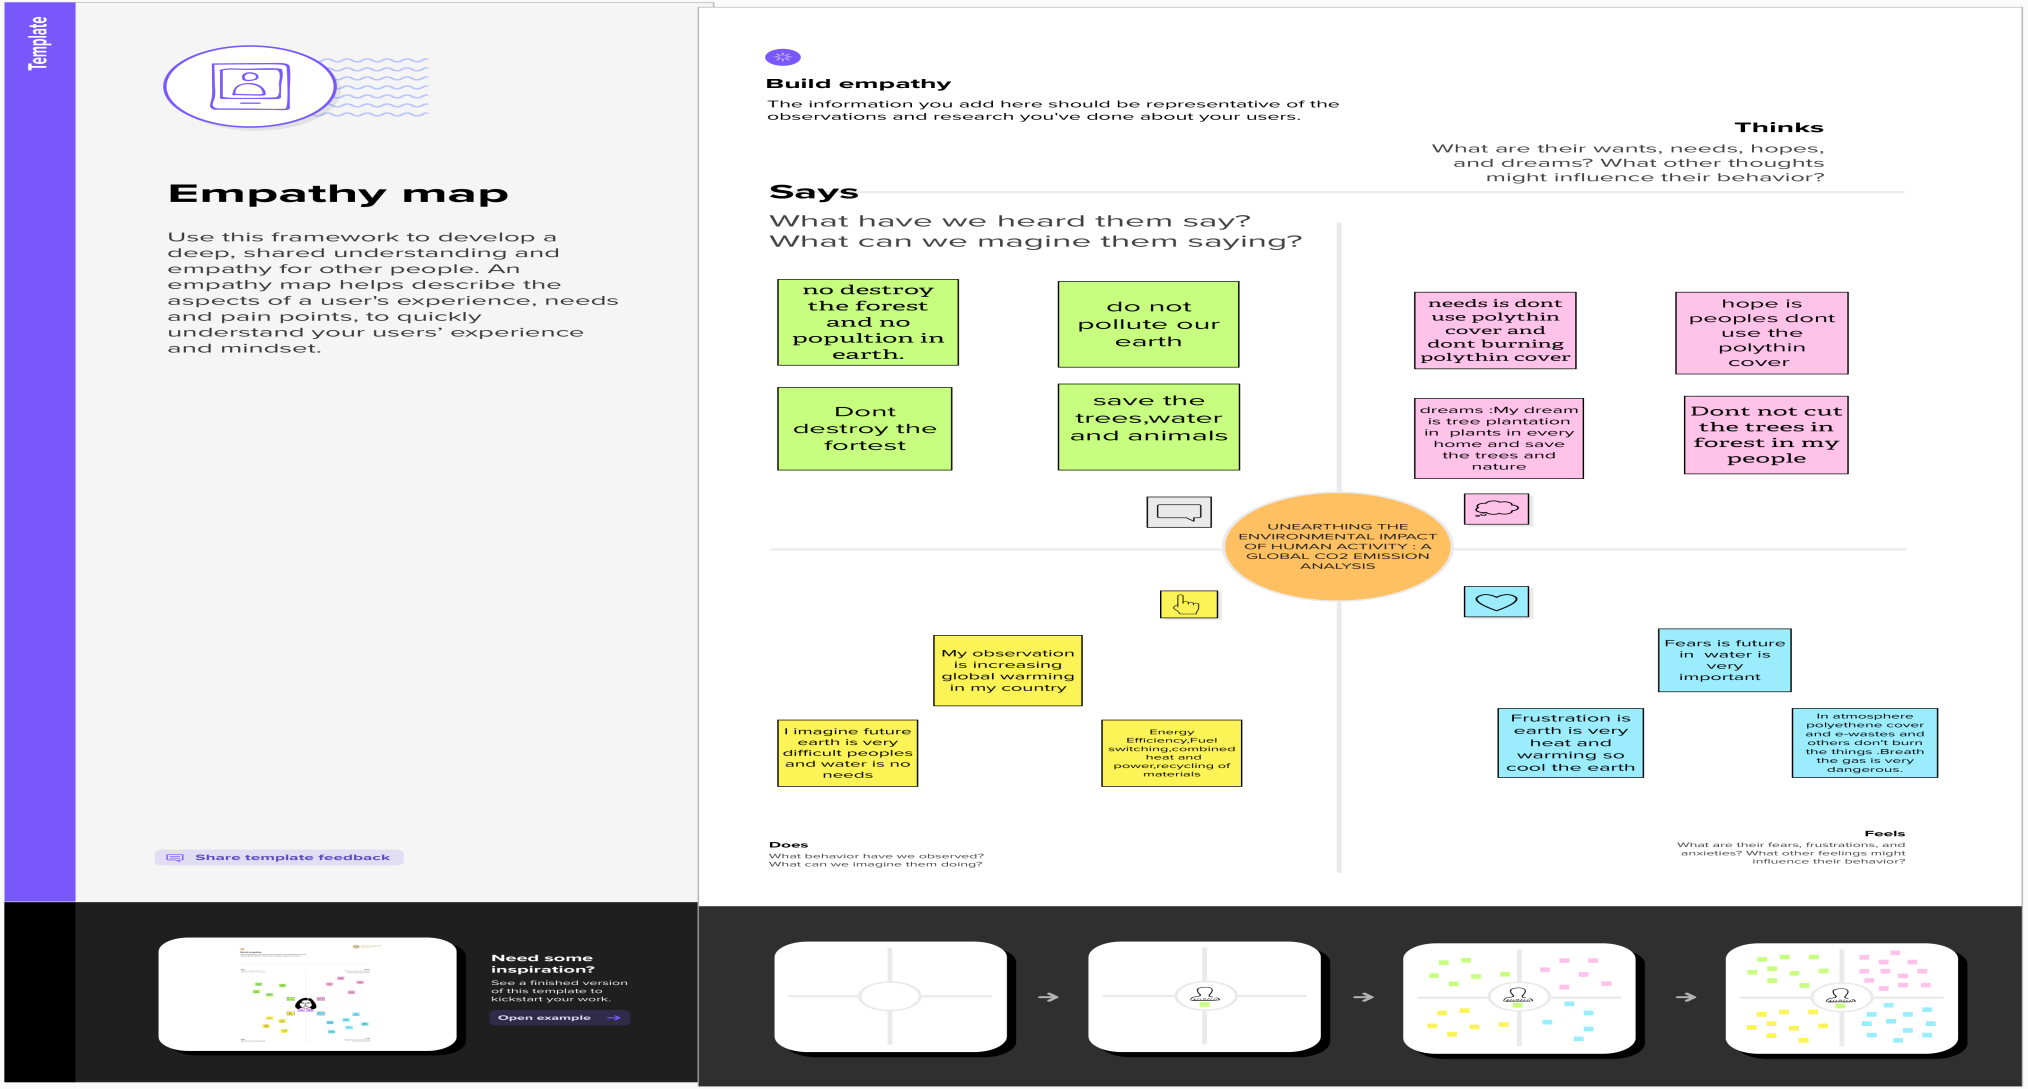 Template
Empathy map
Use this framework to develop a
deep, shared understanding and
empathy for other people. An
empathy map helps describe the
aspects of a user's experience, needs
and pain points, to quickly
understand your users’ experience
and mindset.
Share template feedback
Need some
inspiration?
See a finished version
of this template to
kickstart your work.
Open example
Build empathy
The information you add here should be representative of the
observations and research you've done about your users.
Says
What have we heard them say?
What can we magine them saying?
no destroy
the forest
and no
popultion in
earth.
do not
pollute our
earth
Dont
destroy the
fortest
save the
trees,water
and animals
Thinks
What are their wants, needs, hopes,
and dreams? What other thoughts
might influence their behavior?
needs is dont
use polythin
cover and
dont burning
polythin cover
hope is
peoples dont
use the
polythin
cover
dreams :My dream
is tree plantation
in plants in every
home and save
the trees and
nature
Dont not cut
the trees in
forest in my
people
UNEARTHING THE
ENVIRONMENTAL IMPACT
OF HUMAN ACTIVITY : A
GLOBAL CO2 EMISSION
ANALYSIS
My observation
is increasing
global warming
in my country
I imagine future
earth is very
difficult peoples
and water is no
needs
Energy
Efficiency,Fuel
switching,combined
heat and
power,recycling of
materials
Does
What behavior have we observed?
What can we imagine them doing?
Fears is future
in water is
very
important
Frustration is
earth is very
heat and
warming so
cool the earth
In atmosphere
polyethene cover
and e-wastes and
others don't burn
the things .Breath
the gas is very
dangerous.
Feels
What are their fears, frustrations, and
anxieties? What other feelings might
influence their behavior?